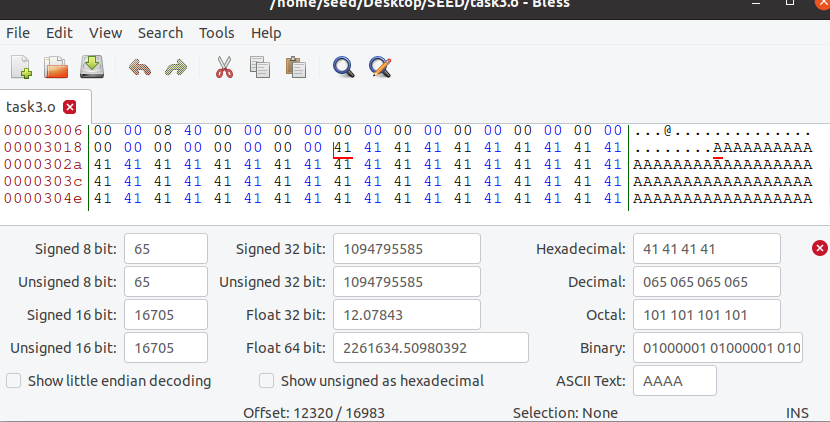 /home/seed/Desktop/SEED/task3.o - Bless
File Edit View Search Tools Help
task3.o
00003006 00 00 08 40 00 00 00 00 00 00 00 00 00 00 00 00 00 00 ...@..............
00003018 00 00 00 00 00 00 00 00 41 41 41 41 41 41 41 41 41 41 ........AAAAAAAAAA
0000302a 41 41 41 41 41 41 41 41 41 41 41 41 41 41 41 41 41 41 AAAAAAAAAAAAAAAAAA
0000303c 41 41 41 41 41 41 41 41 41 41 41 41 41 41 41 41 41 41 AAAAAAAAAAAAAAAAAA
0000304e 41 41 41 41 41 41 41 41 41 41 41 41 41 41 41 41 41 41 AAAAAAAAAAAAAAAAAA
Signed 8 bit: 65 Signed 32 bit: 1094795585 Hexadecimal: 41 41 41 41
Unsigned 8 bit: 65 Unsigned 32 bit: 1094795585 Decimal: 065 065 065 065
Signed 16 bit: 16705 Float 32 bit: 12.07843 Octal: 101 101 101 101
Unsigned 16 bit: 16705 Float 64 bit: 2261634.50980392 Binary: 01000001 01000001 010
Show little endian decoding Show unsigned as hexadecimal ASCII Text: AAAA
Offset: 12320 / 16983 Selection: None INS